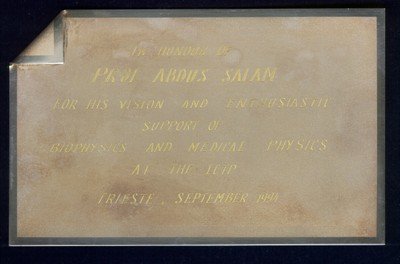 IN HONOUR OF
PROF ABDUS SALAM
FOR HIS VISION AND ENTHUSIASTIC
SUPPORT OF
BIOPHYSICS AND MEDICAL PHYSICS
AT THE ICTP
TRIESTE, SEPTEMBER